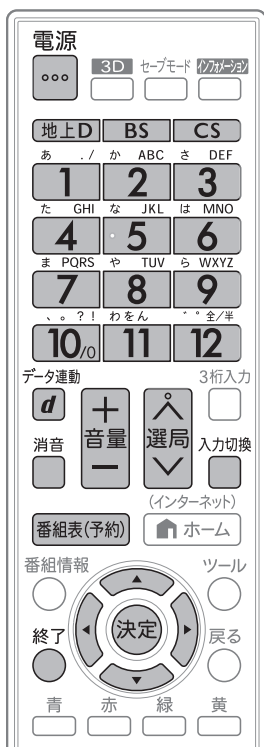 電源
3D セーブモード インフォメーション
地上D BS CS
あ ./ か ABC さ DEF
1 2 3
た GHI な JKL は MNO
4 5 6
ま PQRS や TUV ら WXYZ
7 8 9
、。?! わをん ゛゜全/半
10/0 11 12
データ連動 3桁入力
d + 音量 − 選局
消音 入力切換
(インターネット)
番組表(予約) ホーム
番組情報 ツール
決定
終了 戻る
青 赤 緑 黄